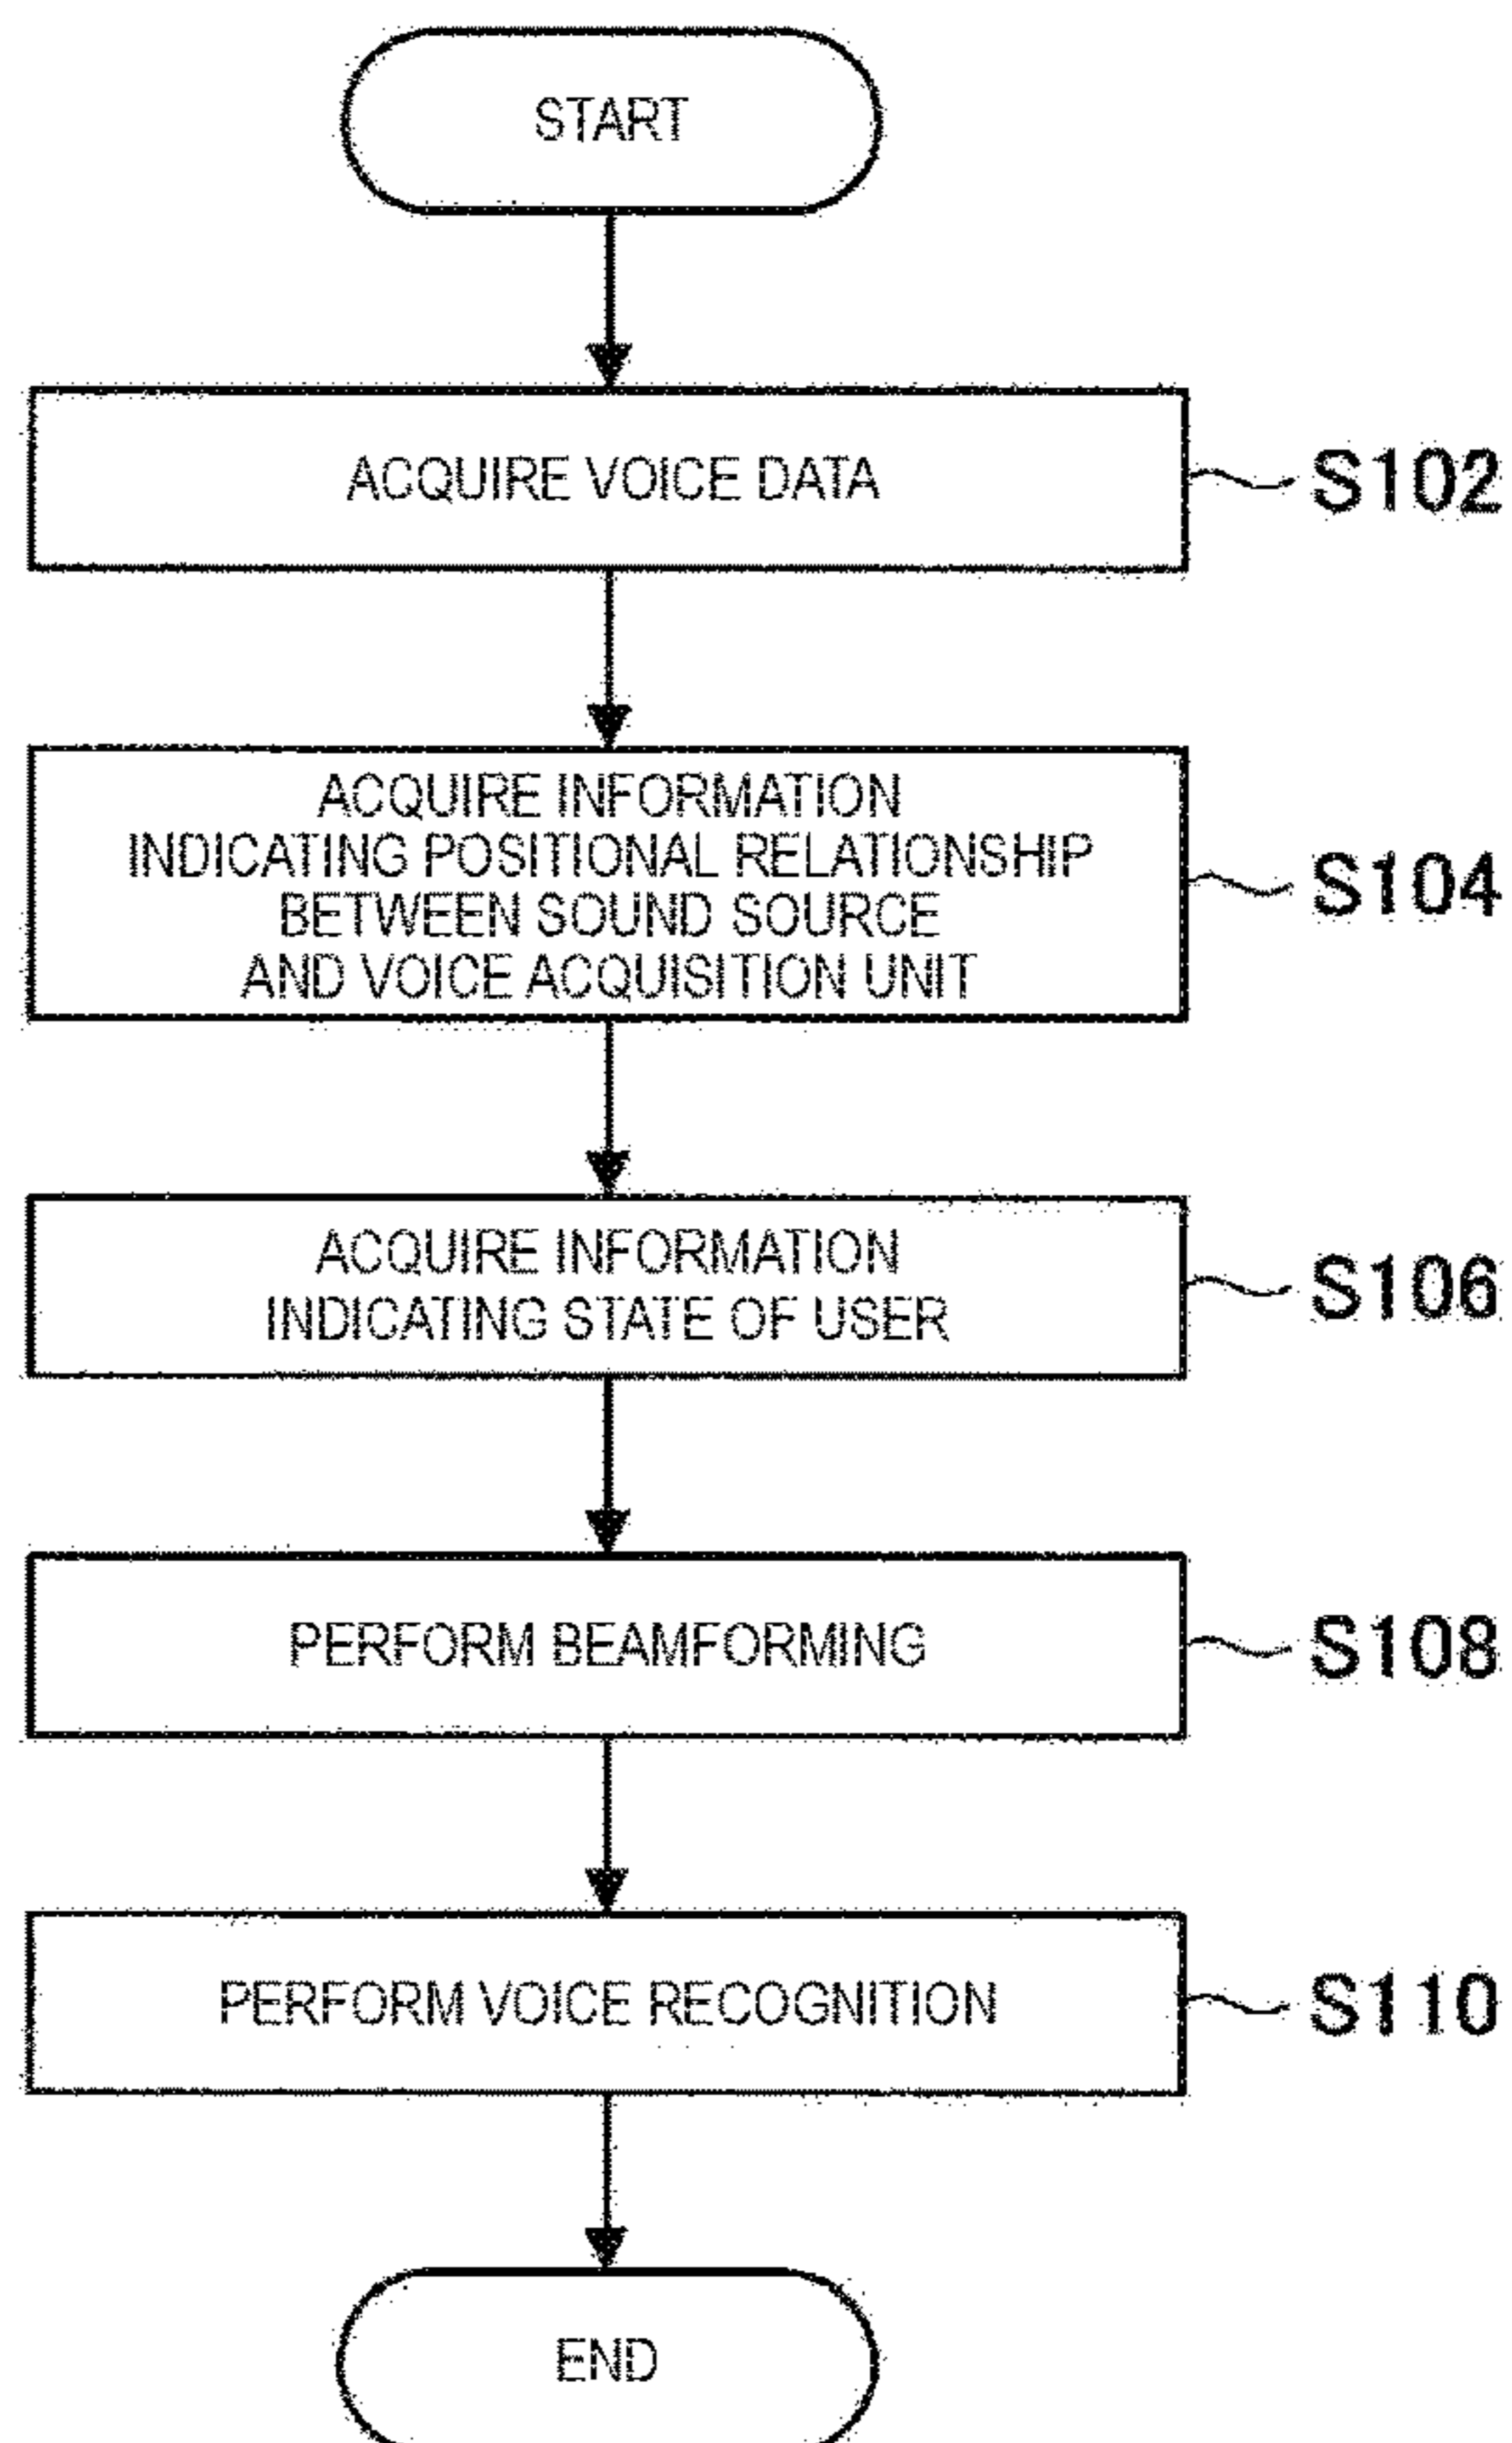 START
ACQUIRE VOICE DATA
S102
ACQUIRE INFORMATION
INDICATING POSITIONAL RELATIONSHIP
BETWEEN SOUND SOURCE
AND VOICE ACQUISITION UNIT
S104
ACQUIRE INFORMATION
INDICATING STATE OF USER
S106
PERFORM BEAMFORMING
S108
PERFORM VOICE RECOGNITION
S110
END